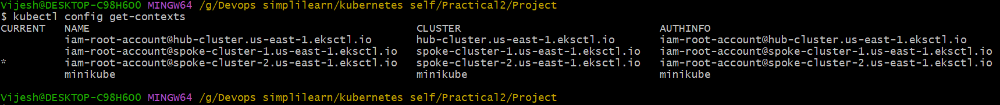 Vijesh@DESKTOP-C98H6O0 MINGW64 /g/Devops simplilearn/kubernetes self/Practical2/Project
$ kubectl config get-contexts
CURRENT   NAME                                                CLUSTER                            AUTHINFO
          iam-root-account@hub-cluster.us-east-1.eksctl.io       hub-cluster.us-east-1.eksctl.io       iam-root-account@hub-cluster.us-east-1.eksctl.io
          iam-root-account@spoke-cluster-1.us-east-1.eksctl.io   spoke-cluster-1.us-east-1.eksctl.io   iam-root-account@spoke-cluster-1.us-east-1.eksctl.io
*         iam-root-account@spoke-cluster-2.us-east-1.eksctl.io   spoke-cluster-2.us-east-1.eksctl.io   iam-root-account@spoke-cluster-2.us-east-1.eksctl.io
          minikube                                               minikube                              minikube
Vijesh@DESKTOP-C98H6O0 MINGW64 /g/Devops simplilearn/kubernetes self/Practical2/Project